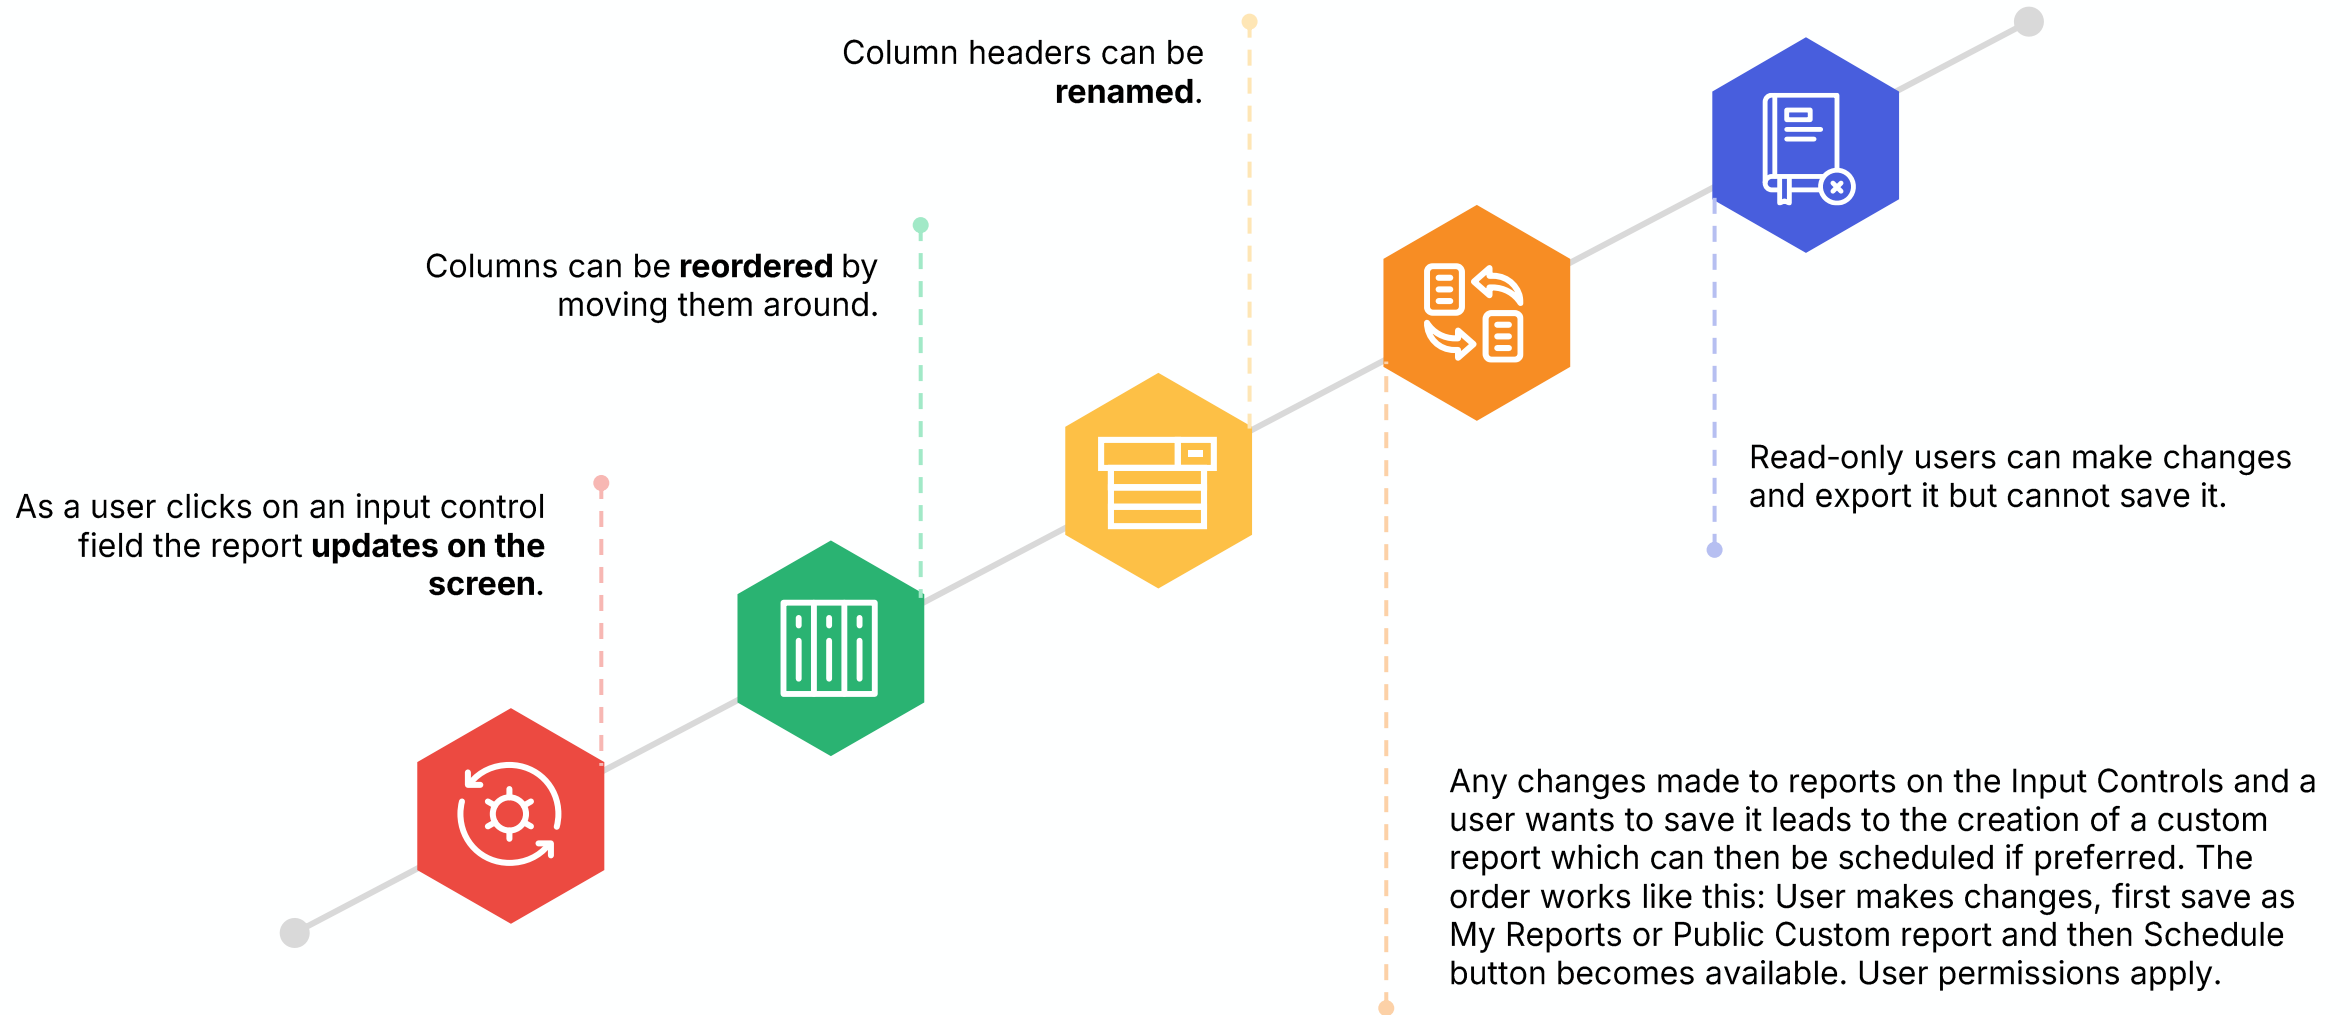 As a user clicks on an input control
field the report updates on the
screen.
Columns can be reordered by
moving them around.
Column headers can be
renamed.
Any changes made to reports on the Input Controls and a
user wants to save it leads to the creation of a custom
report which can then be scheduled if preferred. The
order works like this: User makes changes, first save as
My Reports or Public Custom report and then Schedule
button becomes available. User permissions apply.
Read-only users can make changes
and export it but cannot save it.